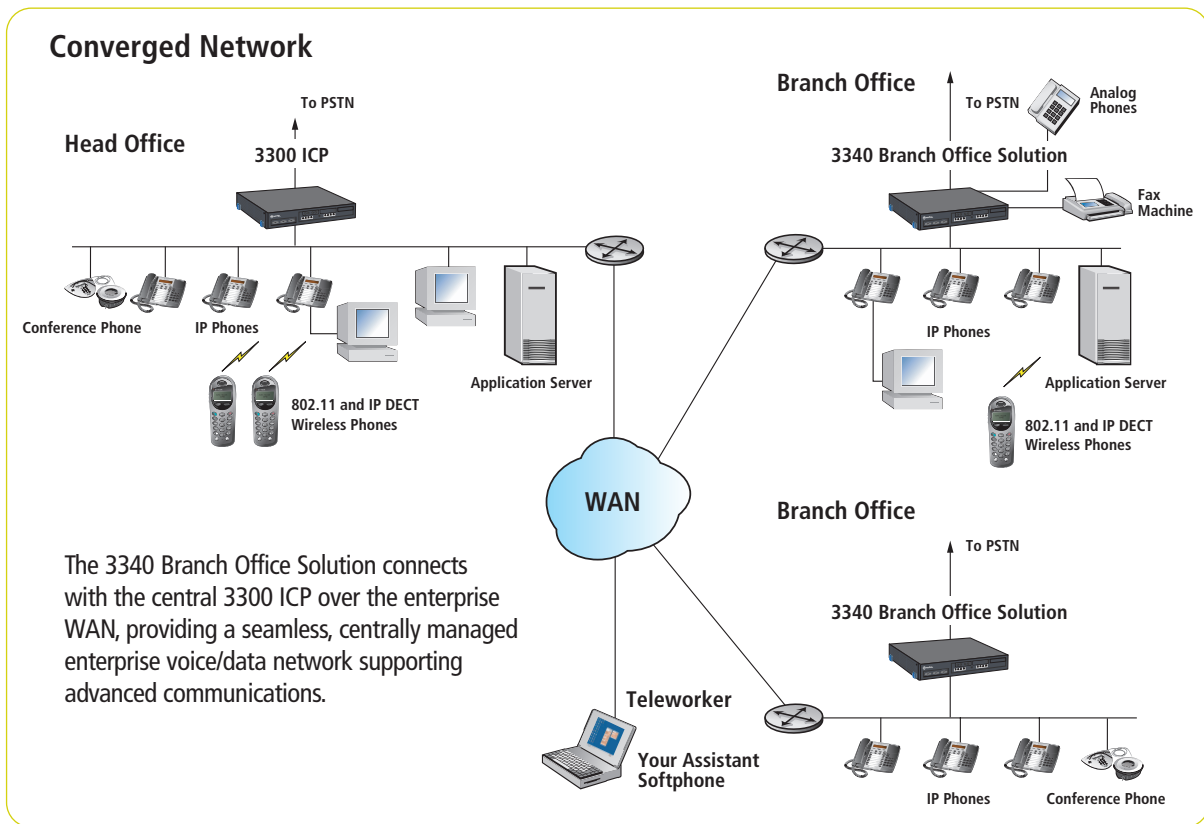 Converged Network
Head Office
To PSTN
3300 ICP
Conference Phone
IP Phones
802.11 and IP DECT
Wireless Phones
Application Server
Branch Office
To PSTN
Analog
Phones
3340 Branch Office Solution
Fax
Machine
IP Phones
Application Server
802.11 and IP DECT
Wireless Phones
WAN
The 3340 Branch Office Solution connects
with the central 3300 ICP over the enterprise
WAN, providing a seamless, centrally managed
enterprise voice/data network supporting
advanced communications.
Teleworker
Your Assistant
Softphone
Branch Office
To PSTN
3340 Branch Office Solution
IP Phones
Conference Phone